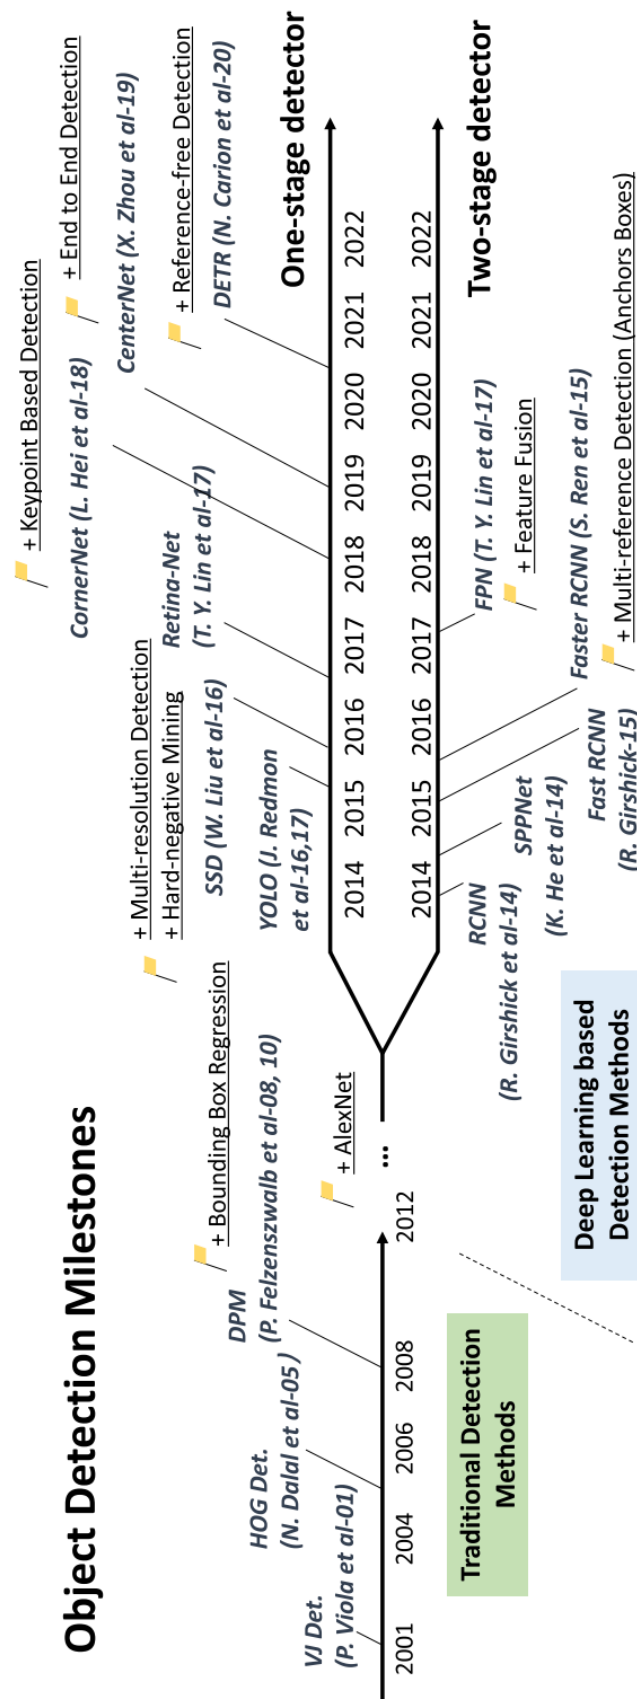 Object Detection Milestones
+ Multi-resolution Detection
+ Hard-negative Mining
SSD (W. Liu et al-16)
YOLO (J. Redmon
et al-16,17)
+ Keypoint Based Detection
CornerNet (L. Hei et al-18)
Retina-Net
(T. Y. Lin et al-17)
+ End to End Detection
CenterNet (X. Zhou et al-19)
+ Reference-free Detection
DETR (N. Carion et al-20)
One-stage detector
+ Bounding Box Regression
DPM
(P. Felzenszwalb et al-08, 10)
HOG Det.
(N. Dalal et al-05)
VJ Det.
(P. Viola et al-01)
+ AlexNet
2014 2015 2016 2017 2018 2019 2020 2021 2022
2001 2004 2006 2008 2012 ...
2014 2015 2016 2017 2018 2019 2020 2021 2022
Two-stage detector
Traditional Detection
Methods
Deep Learning based
Detection Methods
RCNN
(R. Girshick et al-14)
SPPNet
(K. He et al-14)
Fast RCNN
(R. Girshick-15)
Faster RCNN (S. Ren et al-15)
+ Multi-reference Detection (Anchors Boxes)
FPN (T. Y. Lin et al-17)
+ Feature Fusion